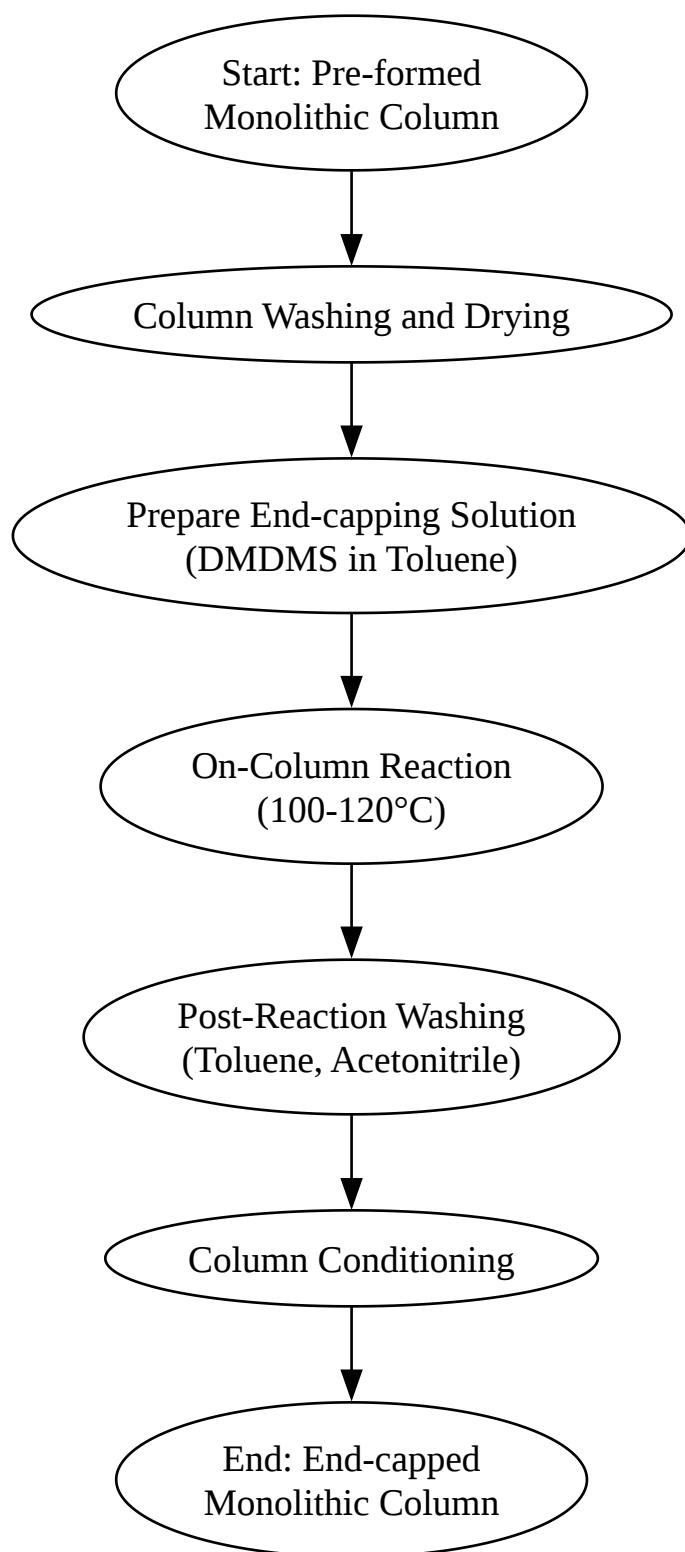 Start: Pre-formed
Monolithic Column
Column Washing and Drying
Prepare End-capping Solution
(DMDMS in Toluene)
On-Column Reaction
(100-120°C)
Post-Reaction Washing
(Toluene, Acetonitrile)
Column Conditioning
End: End-capped
Monolithic Column